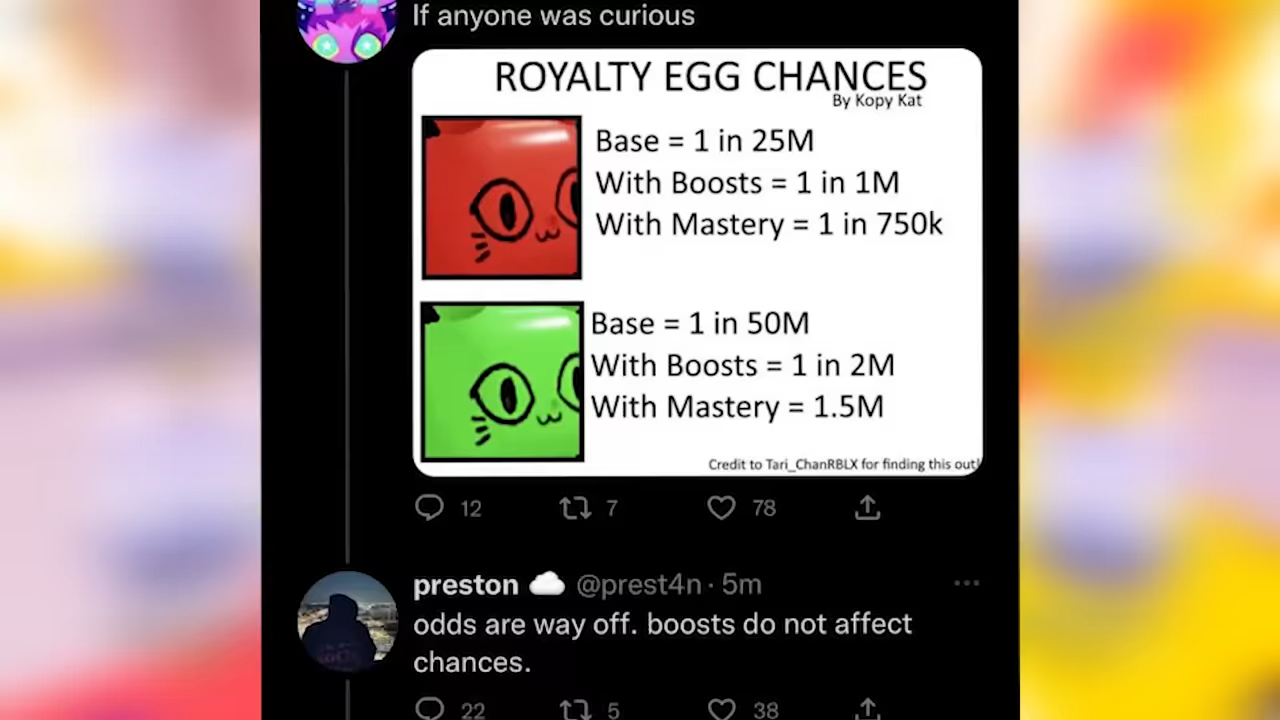 If anyone was curious
ROYALTY EGG CHANCES
By Kopy Kat
Base = 1 in 25M
With Boosts = 1 in 1M
With Mastery = 1 in 750k
Base = 1 in 50M
With Boosts = 1 in 2M
With Mastery = 1.5M
Credit to Tari_ChanRBLX for finding this out!
12 7 78
preston ☁️ @prest4n · 5m
odds are way off. boosts do not affect
chances.
22 5 38